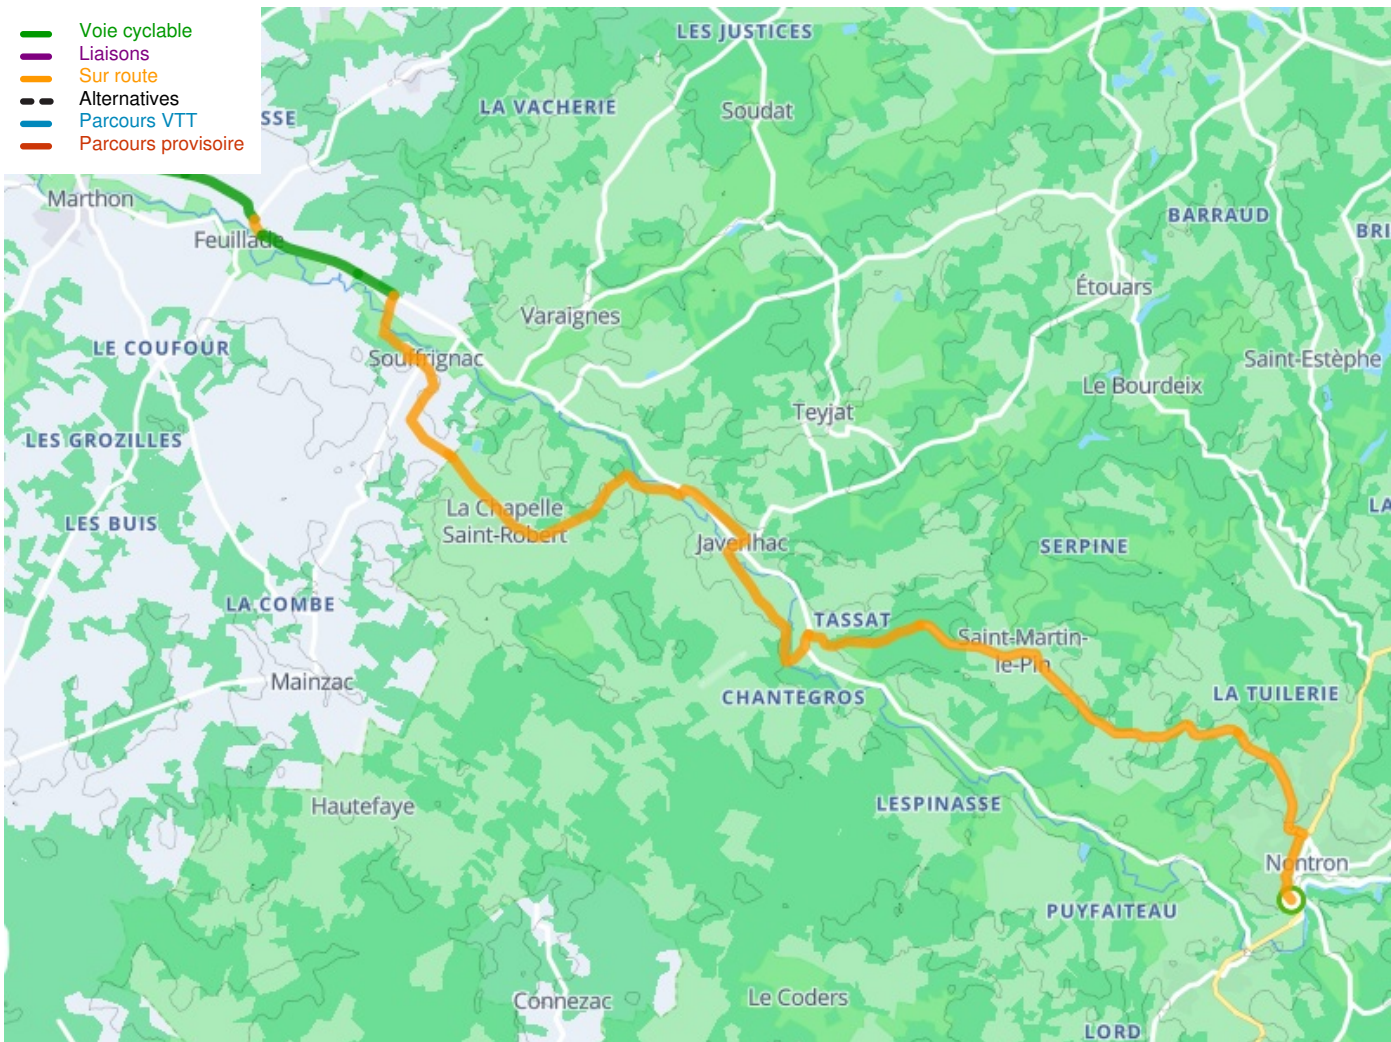 Voie cyclable
Liaisons
Sur route
Alternatives
Parcours VTT
Parcours provisoire
LES JUSTICES
LA VACHERIE
Soudat
SSE
Marthon
BARRAUD
BRI
Feuillade
Étouars
Varaignes
LE COUFOUR
Souffrignac
Saint-Estèphe
Le Bourdeix
Teyjat
LES GROZILLES
La Chapelle
Saint-Robert
LES BUIS
LA
Javerlhac
SERPINE
LA COMBE
TASSAT
Saint-Martin-
le-Pin
Mainzac
CHANTEGROS
LA TUILERIE
Hautefaye
LESPINASSE
Nontron
PUYFAITEAU
Connezac
Le Coders
LORD